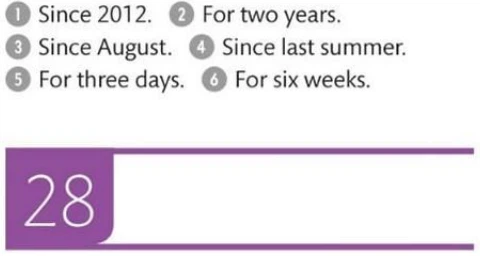 1 Since 2012. 2 For two years.
3 Since August. 4 Since last summer.
5 For three days. 6 For six weeks.
28